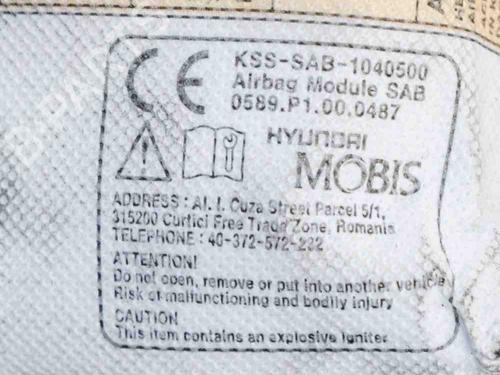 CE KSS-SAB-1040500
Airbag Module SAB
0589.P1.00.0487
HYUNDAI
MOBIS
ADDRESS : Al. I. Cuza Street Parcel 5/1,
315200 Curtici Free Trade Zone, Romania
TELEPHONE : 40-372-572-232
ATTENTION!
Do not open, remove or put into another vehicle
Risk of malfunctioning and bodily injury
CAUTION
This item contains an explosive igniter